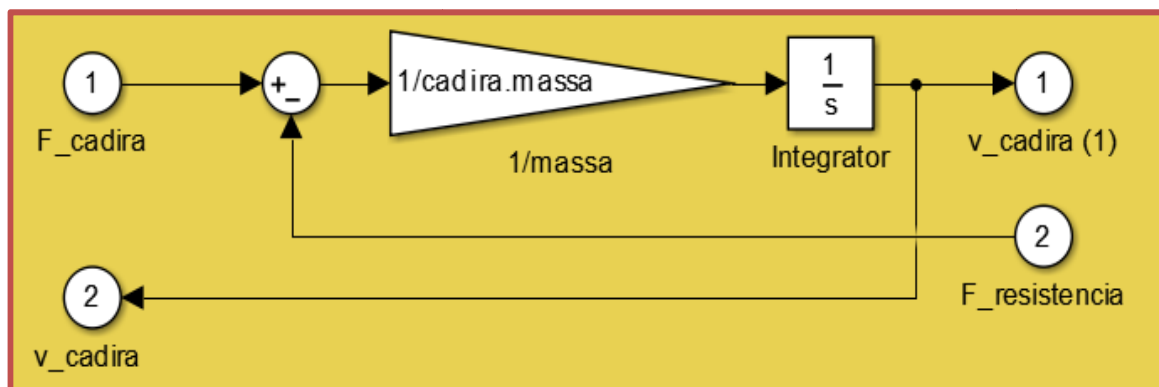 1
F_cadira
+
-
1/cadira.massa
1/massa
1
s
Integrator
1
v_cadira (1)
2
F_resistencia
2
v_cadira